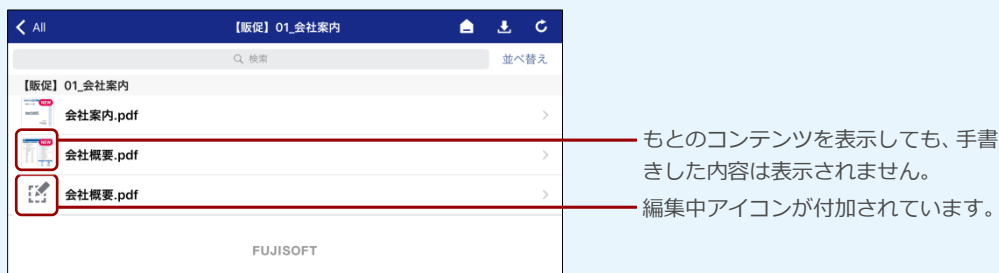 All 【販促】01_会社案内
検索 並べ替え
【販促】01_会社案内
NEW 会社案内.pdf
NEW 会社概要.pdf
会社概要.pdf
FUJISOFT
もとのコンテンツを表示しても、手書
きした内容は表示されません。
編集中アイコンが付加されています。